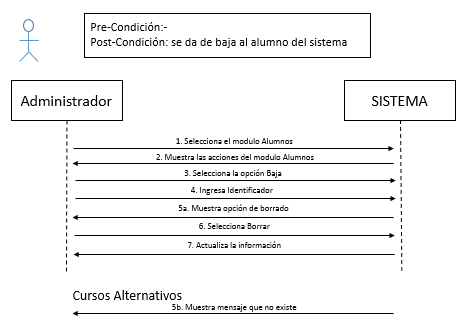 Pre-Condición:-
Post-Condición: se da de baja al alumno del sistema
Administrador
SISTEMA
1. Selecciona el modulo Alumnos
2. Muestra las acciones del modulo Alumnos
3. Selecciona la opción Baja
4. Ingresa Identificador
5a. Muestra opción de borrado
6. Selecciona Borrar
7. Actualiza la información
Cursos Alternativos
5b. Muestra mensaje que no existe